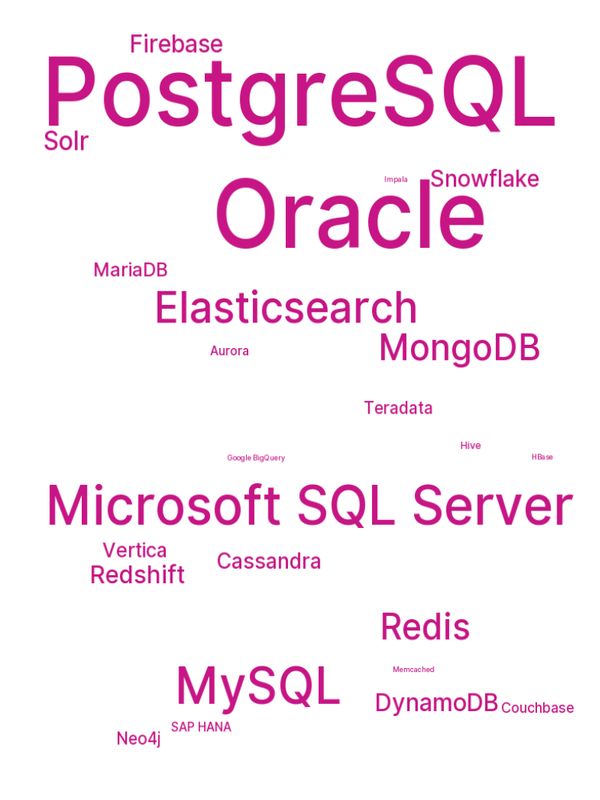 Firebase
PostgreSQL
Solr
Impala
Snowflake
Oracle
MariaDB
Elasticsearch
Aurora
MongoDB
Teradata
Hive
Google BigQuery
HBase
Microsoft SQL Server
Vertica
Cassandra
Redshift
Redis
Memcached
MySQL
DynamoDB
Couchbase
SAP HANA
Neo4j